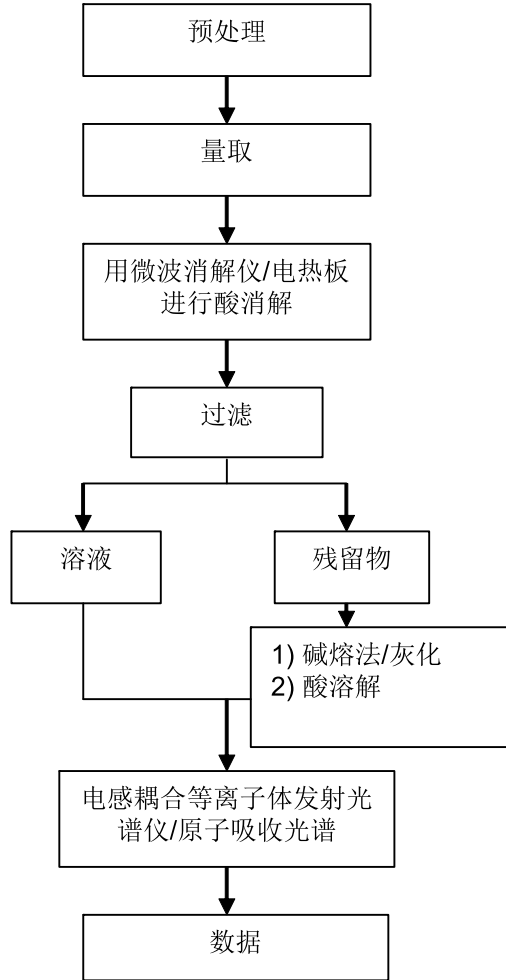 预处理
量取
用微波消解仪/电热板
进行酸消解
过滤
溶液
残留物
1) 碱熔法/灰化
2) 酸溶解
电感耦合等离子体发射光
谱仪/原子吸收光谱
数据